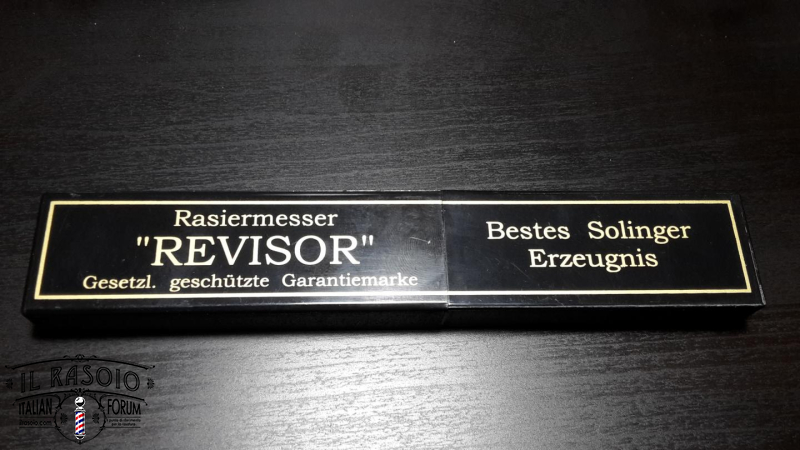 Rasiermesser
"REVISOR"
Gesetzl. geschützte Garantiemarke
Bestes Solinger
Erzeugnis
IL RASOIO
ITALIAN FORUM